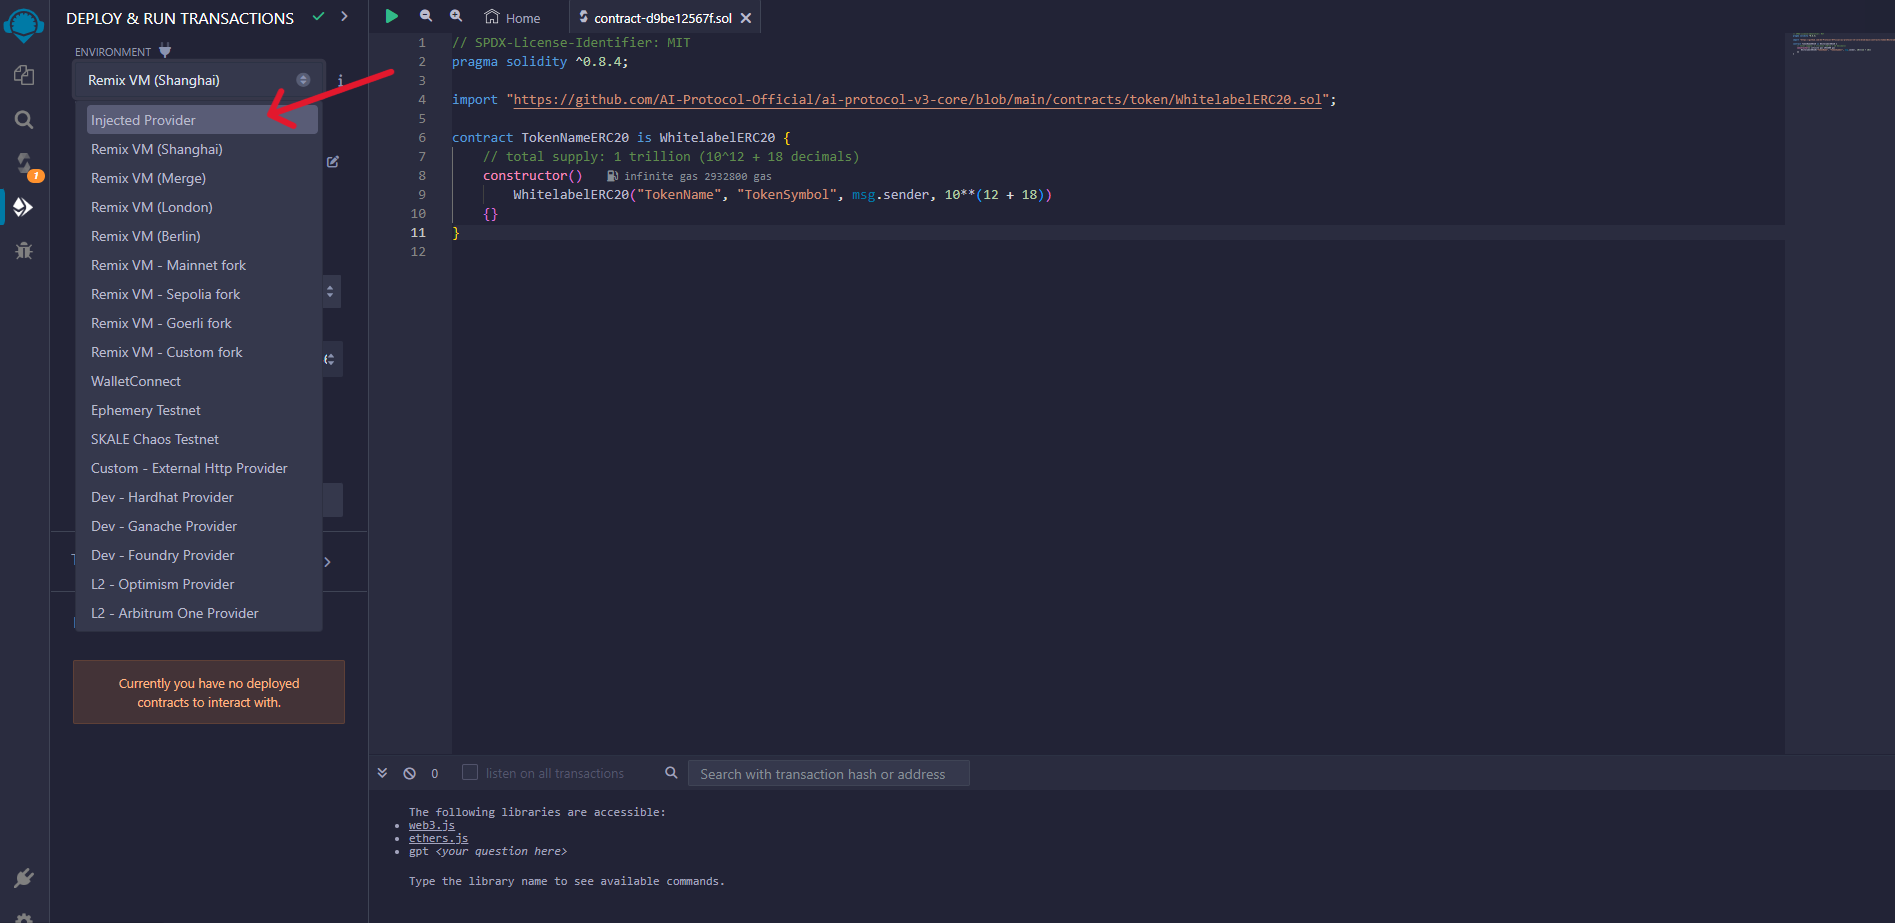 DEPLOY & RUN TRANSACTIONS
ENVIRONMENT
Remix VM (Shanghai)
i
Injected Provider
Remix VM (Shanghai)
Remix VM (Merge)
Remix VM (London)
Remix VM (Berlin)
Remix VM - Mainnet fork
Remix VM - Sepolia fork
Remix VM - Goerli fork
Remix VM - Custom fork
WalletConnect
Ephemery Testnet
SKALE Chaos Testnet
Custom - External Http Provider
Dev - Hardhat Provider
Dev - Ganache Provider
Dev - Foundry Provider
L2 - Optimism Provider
L2 - Arbitrum One Provider
Currently you have no deployed
contracts to interact with.
1
Home
contract-d9be12567f.sol
1 // SPDX-License-Identifier: MIT
2 pragma solidity ^0.8.4;
3
4 import "https://github.com/AI-Protocol-Official/ai-protocol-v3-core/blob/main/contracts/token/WhitelabelERC20.sol";
5
6 contract TokenNameERC20 is WhitelabelERC20 {
7 // total supply: 1 trillion (10^12 + 18 decimals)
8 constructor() infinite gas 2932800 gas
9 WhitelabelERC20("TokenName", "TokenSymbol", msg.sender, 10**(12 + 18))
10 {}
11 }
12
0
listen on all transactions
Search with transaction hash or address
The following libraries are accessible:
• web3.js
• ethers.js
• gpt <your question here>
Type the library name to see available commands.